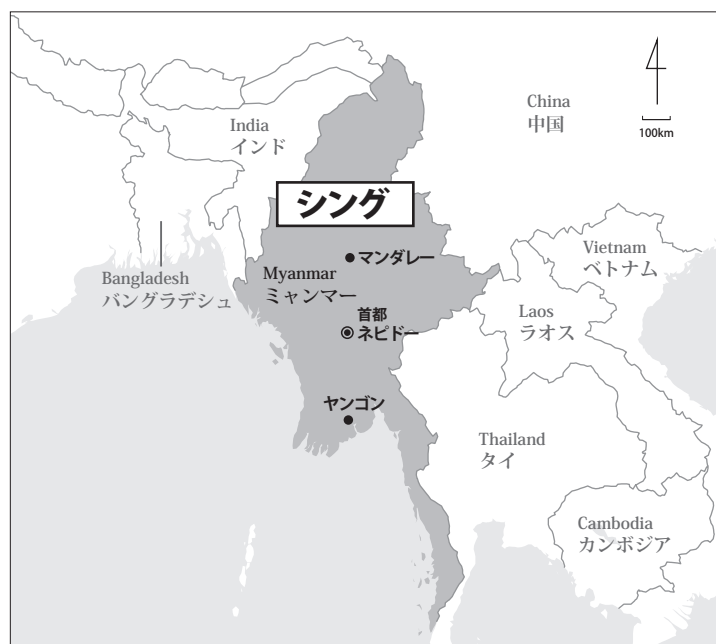 China
中国
100km
India
インド
シング
Vietnam
ベトナム
マンダレー
Bangladesh
バングラデシュ
Myanmar
ミャンマー
首都
ネピドー
Laos
ラオス
ヤンゴン
Thailand
タイ
Cambodia
カンボジア